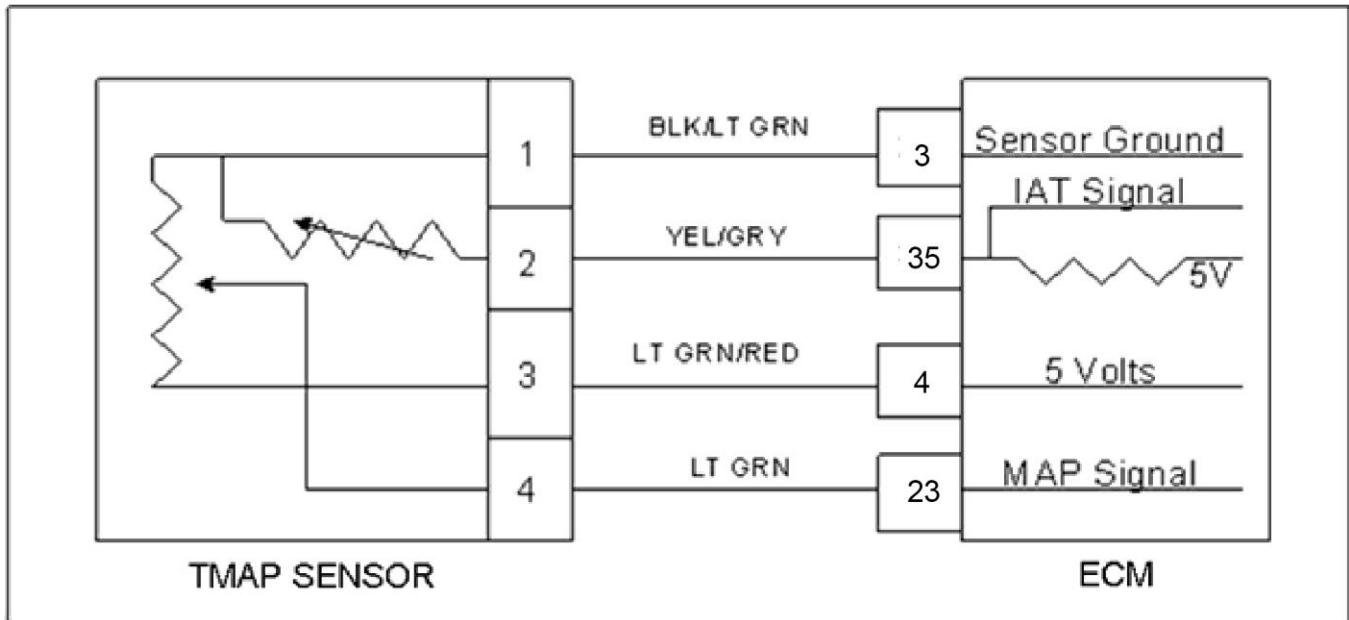 1
BLK/LT GRN
3
Sensor Ground
IAT Signal
2
YEL/GRY
35
5V
3
LT GRN/RED
4
5 Volts
4
LT GRN
23
MAP Signal
TMAP SENSOR
ECM